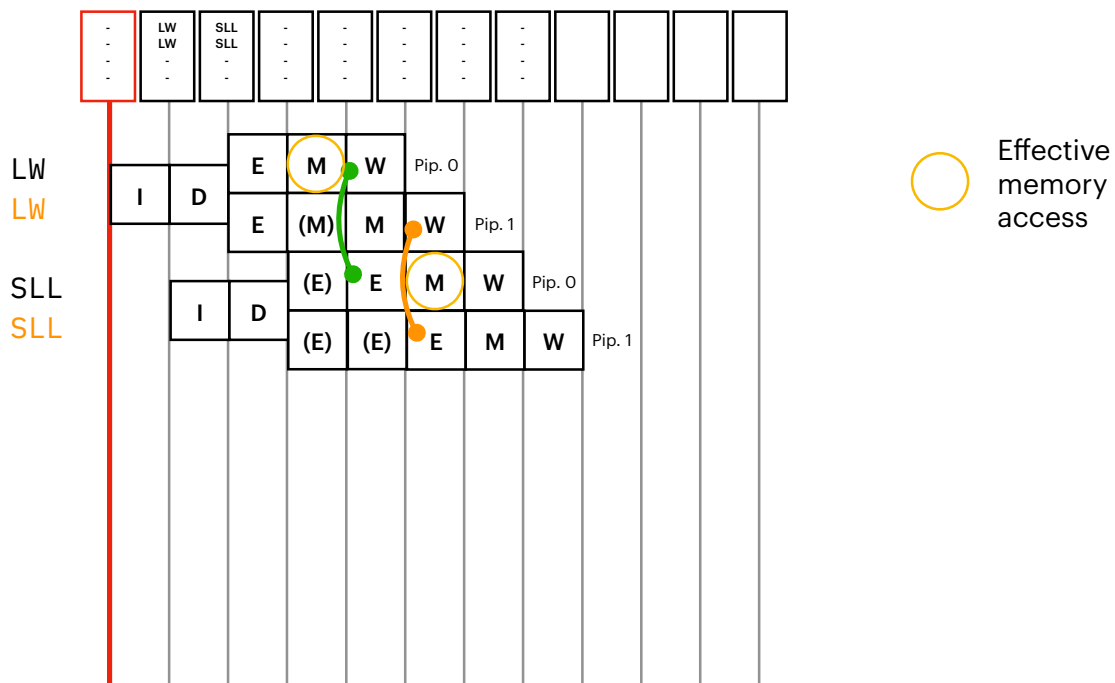 - LW SLL - - - - -
- LW SLL - - - - -
- - - - - - - -
- - - - - - - -
E M W Pip. 0
LW I D
LW E (M) M W Pip. 1
SLL (E) E M W Pip. 0
I D
SLL (E) (E) E M W Pip. 1
Effective
memory
access